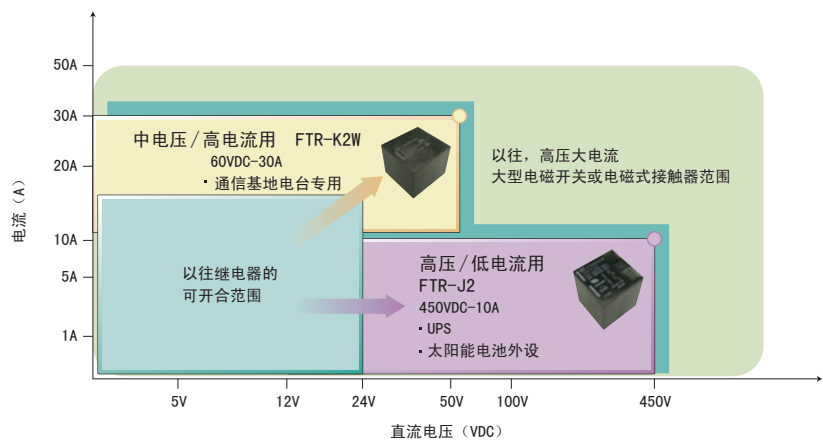 50A
30A
20A
10A
5A
1A
电流（A）
中电压/高电流用 FTR-K2W
60VDC-30A
·通信基地电台专用
以往，高压大电流
大型电磁开关或电磁式接触器范围
以往继电器的
可开合范围
高压/低电流用
FTR-J2
450VDC-10A
·UPS
·太阳能电池外设
5V
12V
24V
50V
100V
450V
直流电压（VDC）